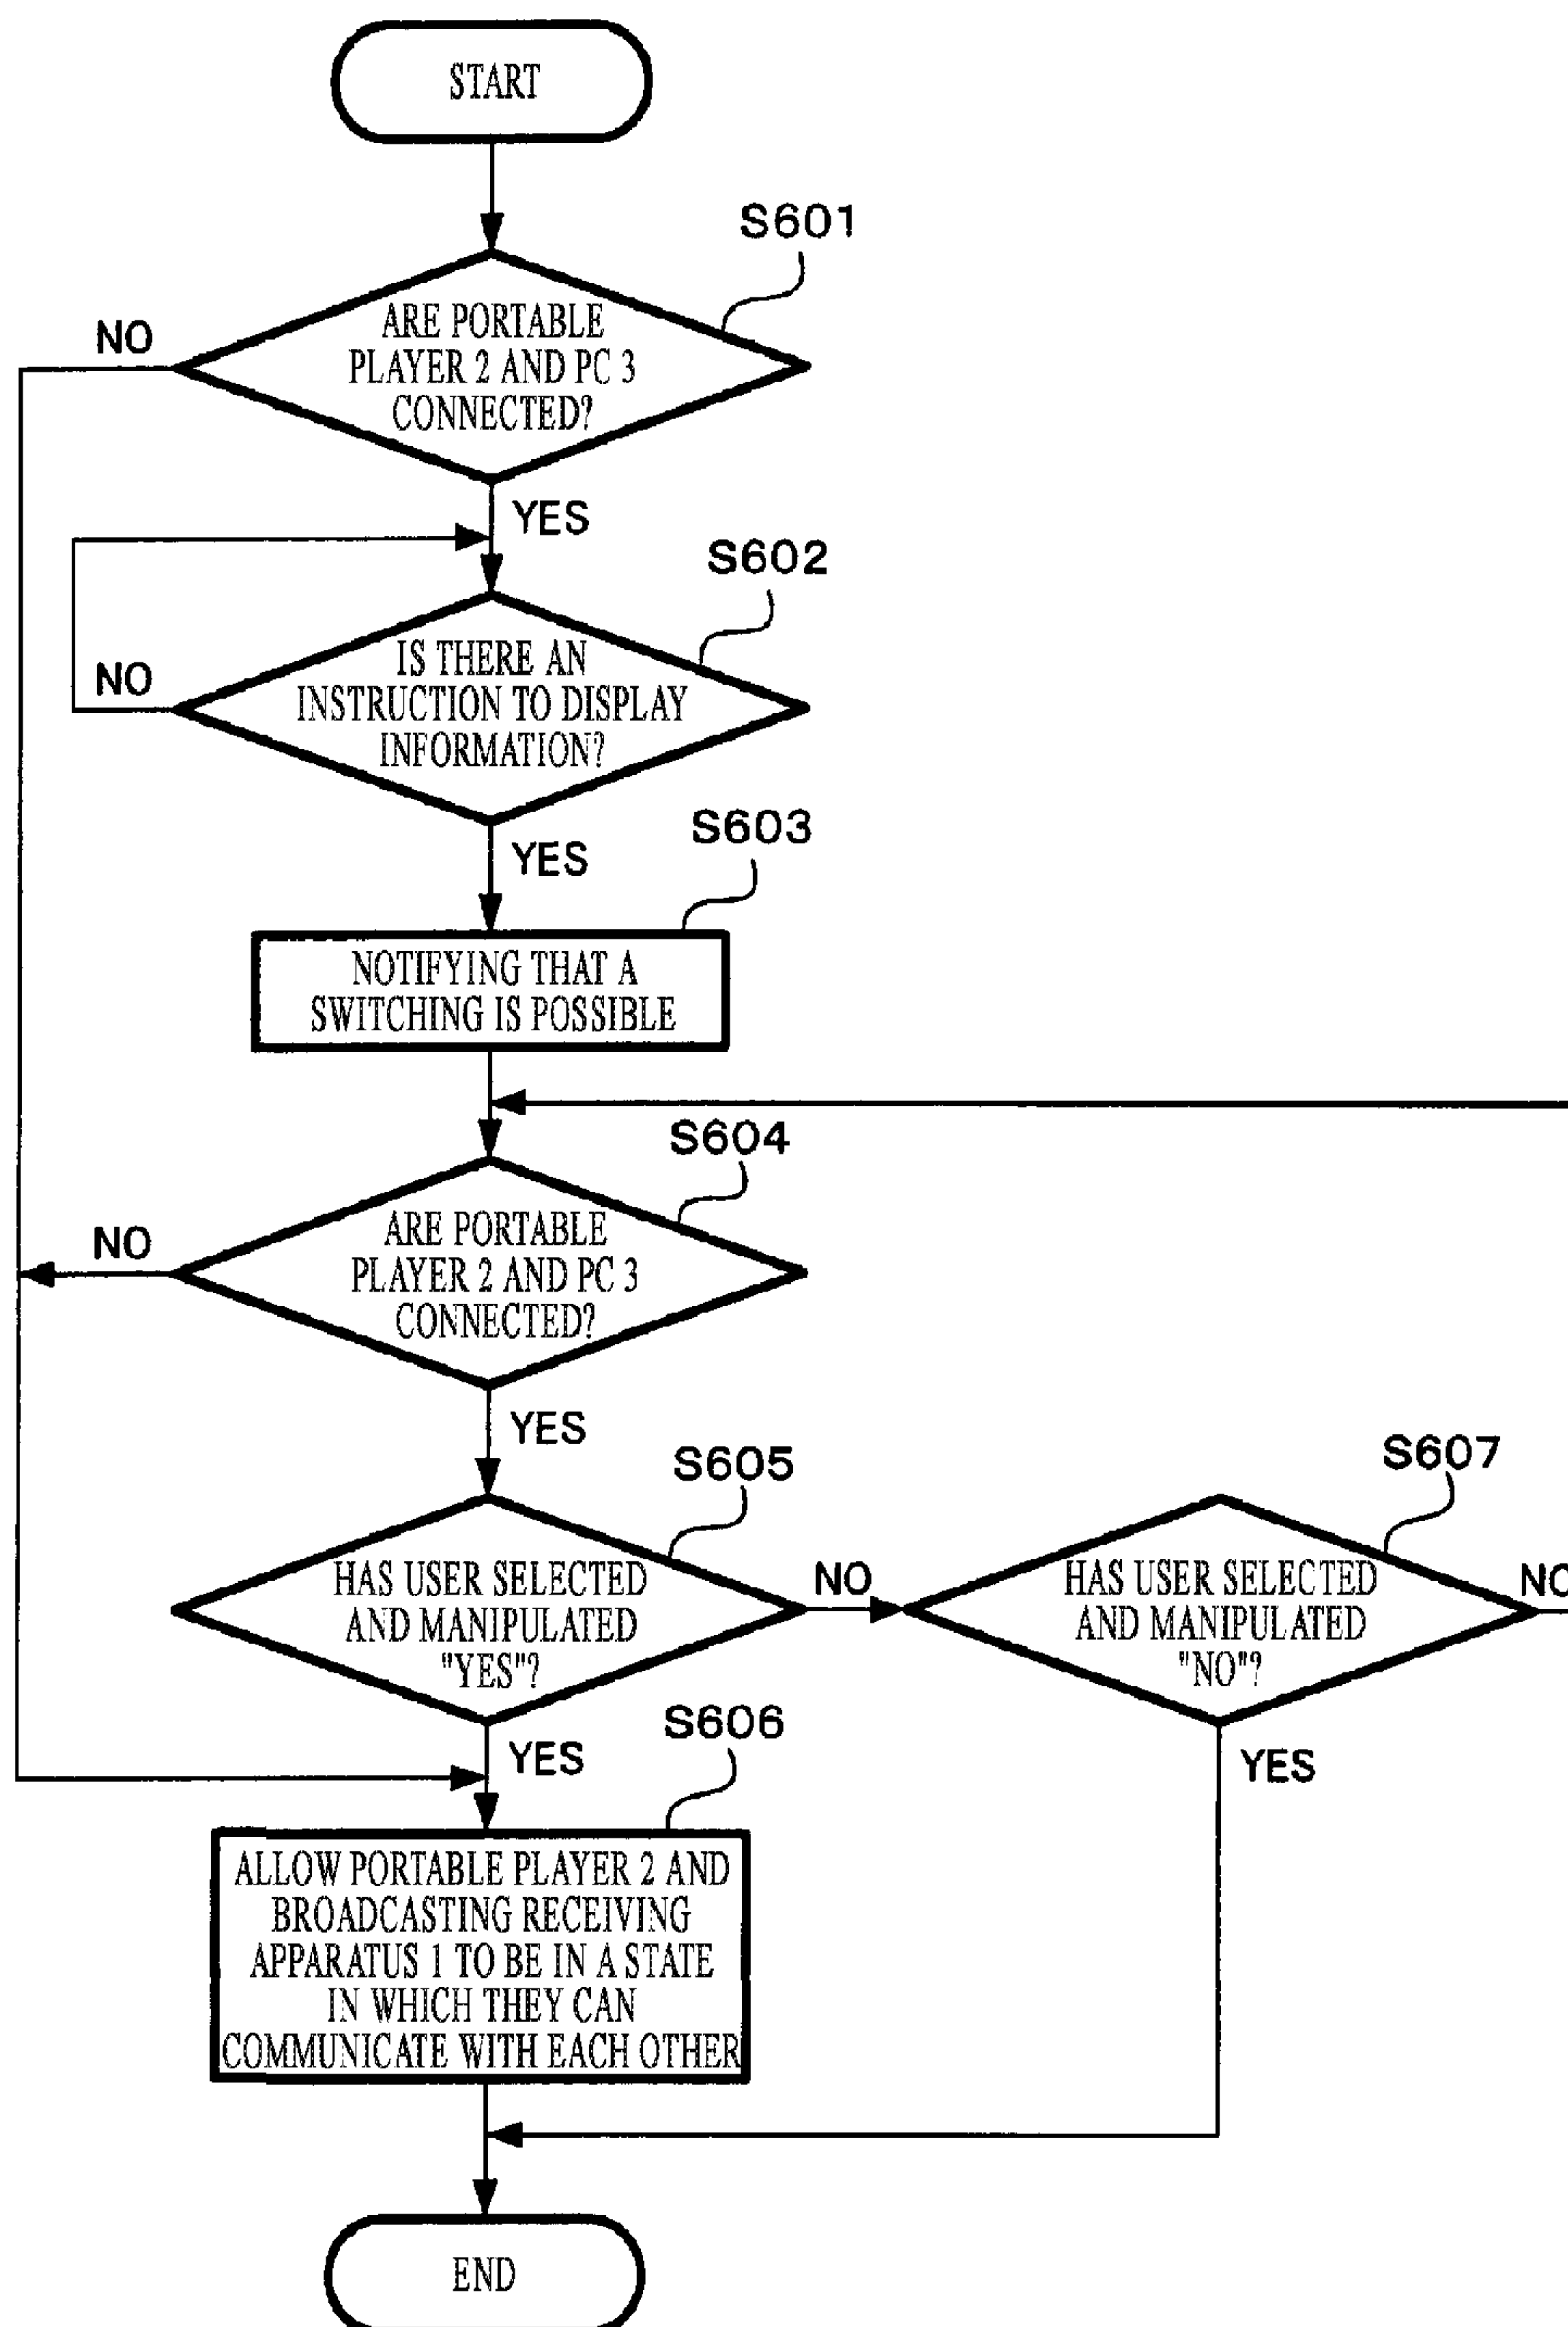 START
S601
ARE PORTABLE
PLAYER 2 AND PC 3
CONNECTED?
NO
YES
S602
IS THERE AN
INSTRUCTION TO DISPLAY
INFORMATION?
NO
YES
S603
NOTIFYING THAT A
SWITCHING IS POSSIBLE
S604
ARE PORTABLE
PLAYER 2 AND PC 3
CONNECTED?
NO
YES
S605
HAS USER SELECTED
AND MANIPULATED
"YES"?
NO
YES
S607
HAS USER SELECTED
AND MANIPULATED
"NO"?
NO
YES
S606
ALLOW PORTABLE PLAYER 2 AND
BROADCASTING RECEIVING
APPARATUS 1 TO BE IN A STATE
IN WHICH THEY CAN
COMMUNICATE WITH EACH OTHER
END